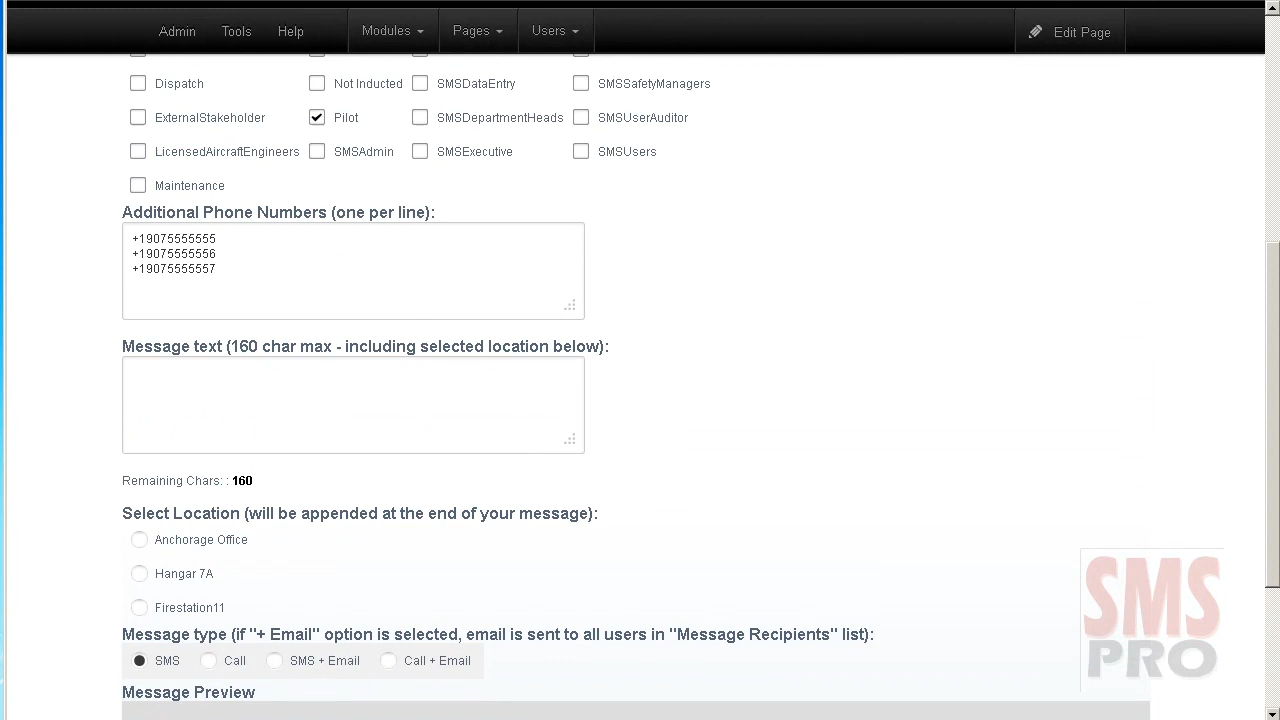 Admin Tools Help Modules Pages Users Edit Page
Dispatch Not Inducted SMSDataEntry SMSSafetyManagers
ExternalStakeholder Pilot SMSDepartmentHeads SMSUserAuditor
LicensedAircraftEngineers SMSAdmin SMSExecutive SMSUsers
Maintenance
Additional Phone Numbers (one per line):
+19075555555
+19075555556
+19075555557
Message text (160 char max - including selected location below):
Remaining Chars: : 160
Select Location (will be appended at the end of your message):
Anchorage Office
Hangar 7A
Firestation11
Message type (if "+ Email" option is selected, email is sent to all users in "Message Recipients" list):
SMS Call SMS + Email Call + Email
Message Preview
SMS
PRO